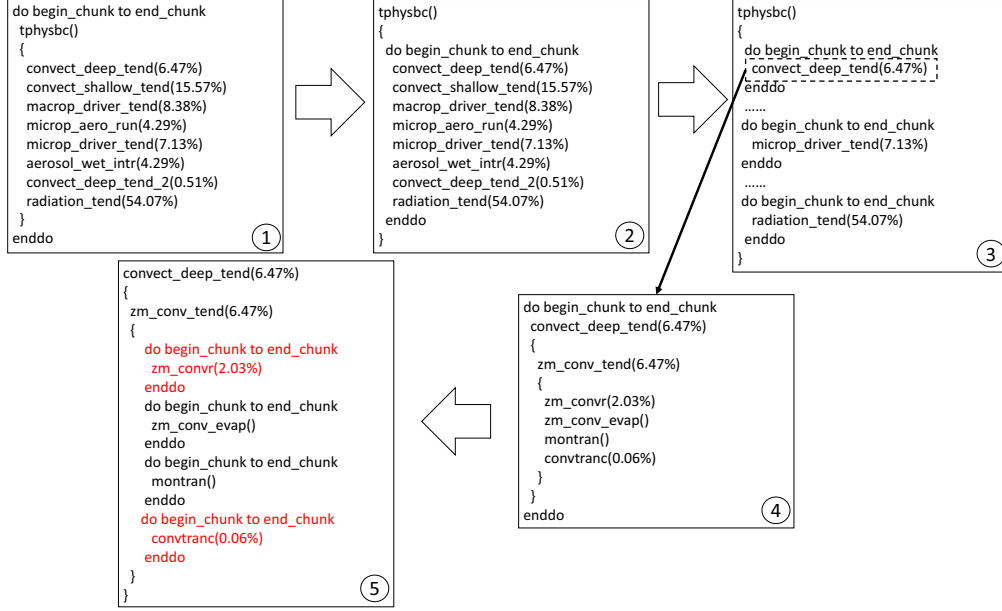 do begin_chunk to end_chunk
tphysbc()
{
convect_deep_tend(6.47%)
convect_shallow_tend(15.57%)
macrop_driver_tend(8.38%)
microp_aero_run(4.29%)
microp_driver_tend(7.13%)
aerosol_wet_intr(4.29%)
convect_deep_tend_2(0.51%)
radiation_tend(54.07%)
}
enddo
1
tphysbc()
{
do begin_chunk to end_chunk
convect_deep_tend(6.47%)
convect_shallow_tend(15.57%)
macrop_driver_tend(8.38%)
microp_aero_run(4.29%)
microp_driver_tend(7.13%)
aerosol_wet_intr(4.29%)
convect_deep_tend_2(0.51%)
radiation_tend(54.07%)
enddo
}
2
tphysbc()
{
do begin_chunk to end_chunk
convect_deep_tend(6.47%)
enddo
......
do begin_chunk to end_chunk
microp_driver_tend(7.13%)
enddo
......
do begin_chunk to end_chunk
radiation_tend(54.07%)
enddo
}
3
do begin_chunk to end_chunk
convect_deep_tend(6.47%)
{
zm_conv_tend(6.47%)
{
zm_convr(2.03%)
zm_conv_evap()
montran()
convtranc(0.06%)
}
}
enddo
4
convect_deep_tend(6.47%)
{
zm_conv_tend(6.47%)
{
do begin_chunk to end_chunk
zm_convr(2.03%)
enddo
do begin_chunk to end_chunk
zm_conv_evap()
enddo
do begin_chunk to end_chunk
montran()
enddo
do begin_chunk to end_chunk
convtranc(0.06%)
enddo
}
}
5